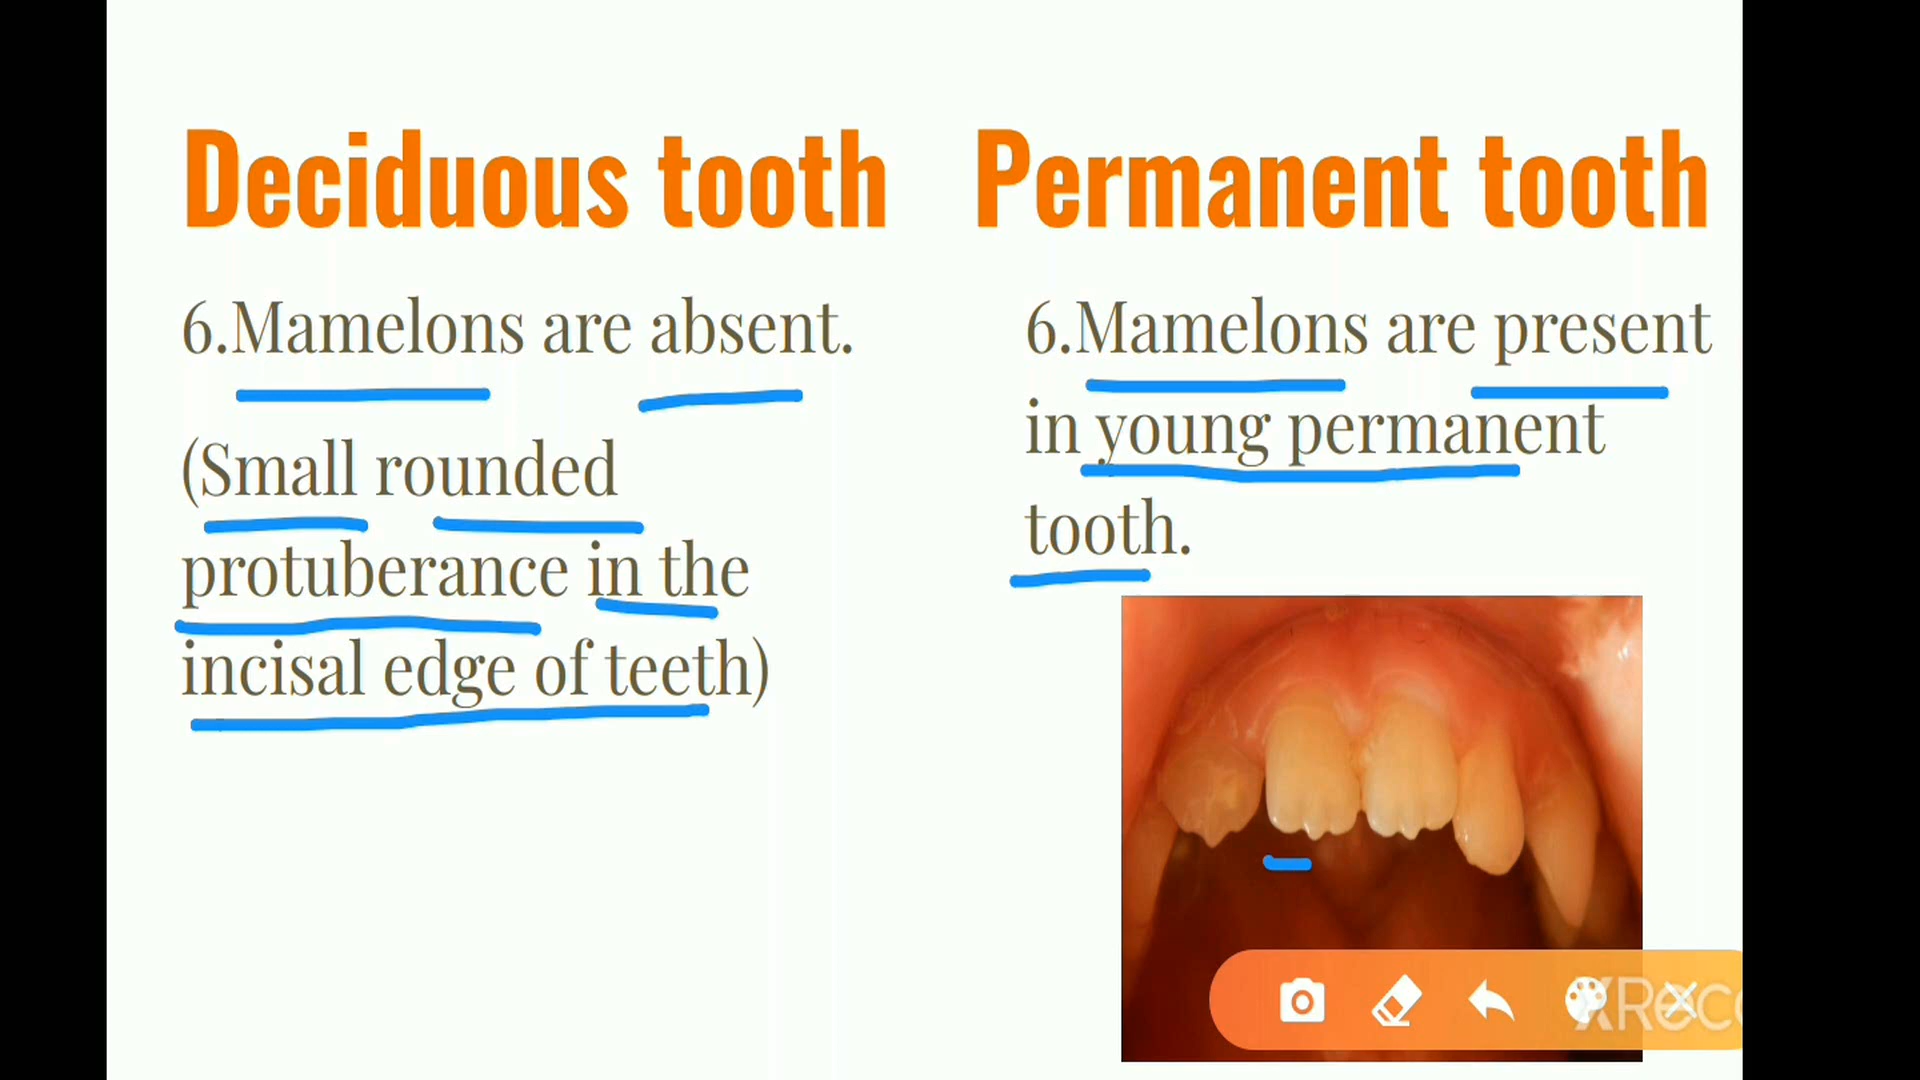 Deciduous tooth
Permanent tooth
6.Mamelons are absent.
(Small rounded
protuberance in the
incisal edge of teeth)
6.Mamelons are present
in young permanent
tooth.
XReco